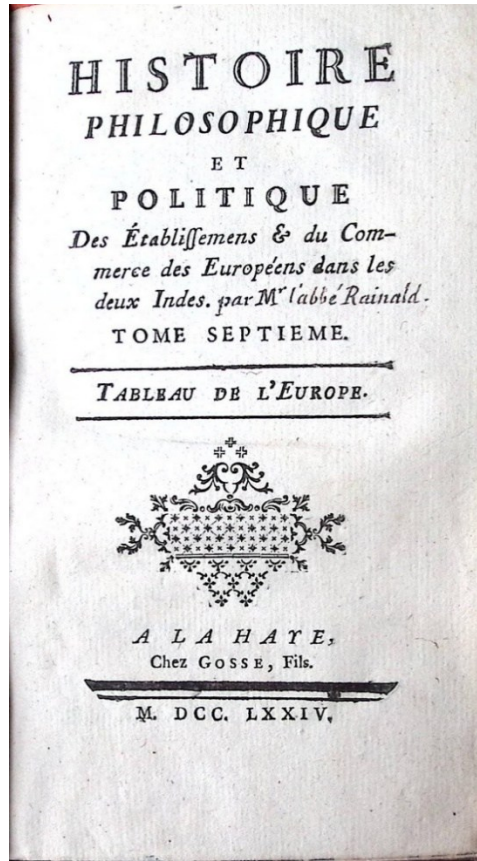 HISTOIRE
PHILOSOPHIQUE
ET
POLITIQUE
Des Établiſſemens & du Com-
merce des Européens dans les
deux Indes. par Mr l'abbé Rainald.
TOME SEPTIEME.
TABLEAU DE L'EUROPE.
A LA HAYE,
Chez GOSSE, Fils.
M. DCC. LXXIV.